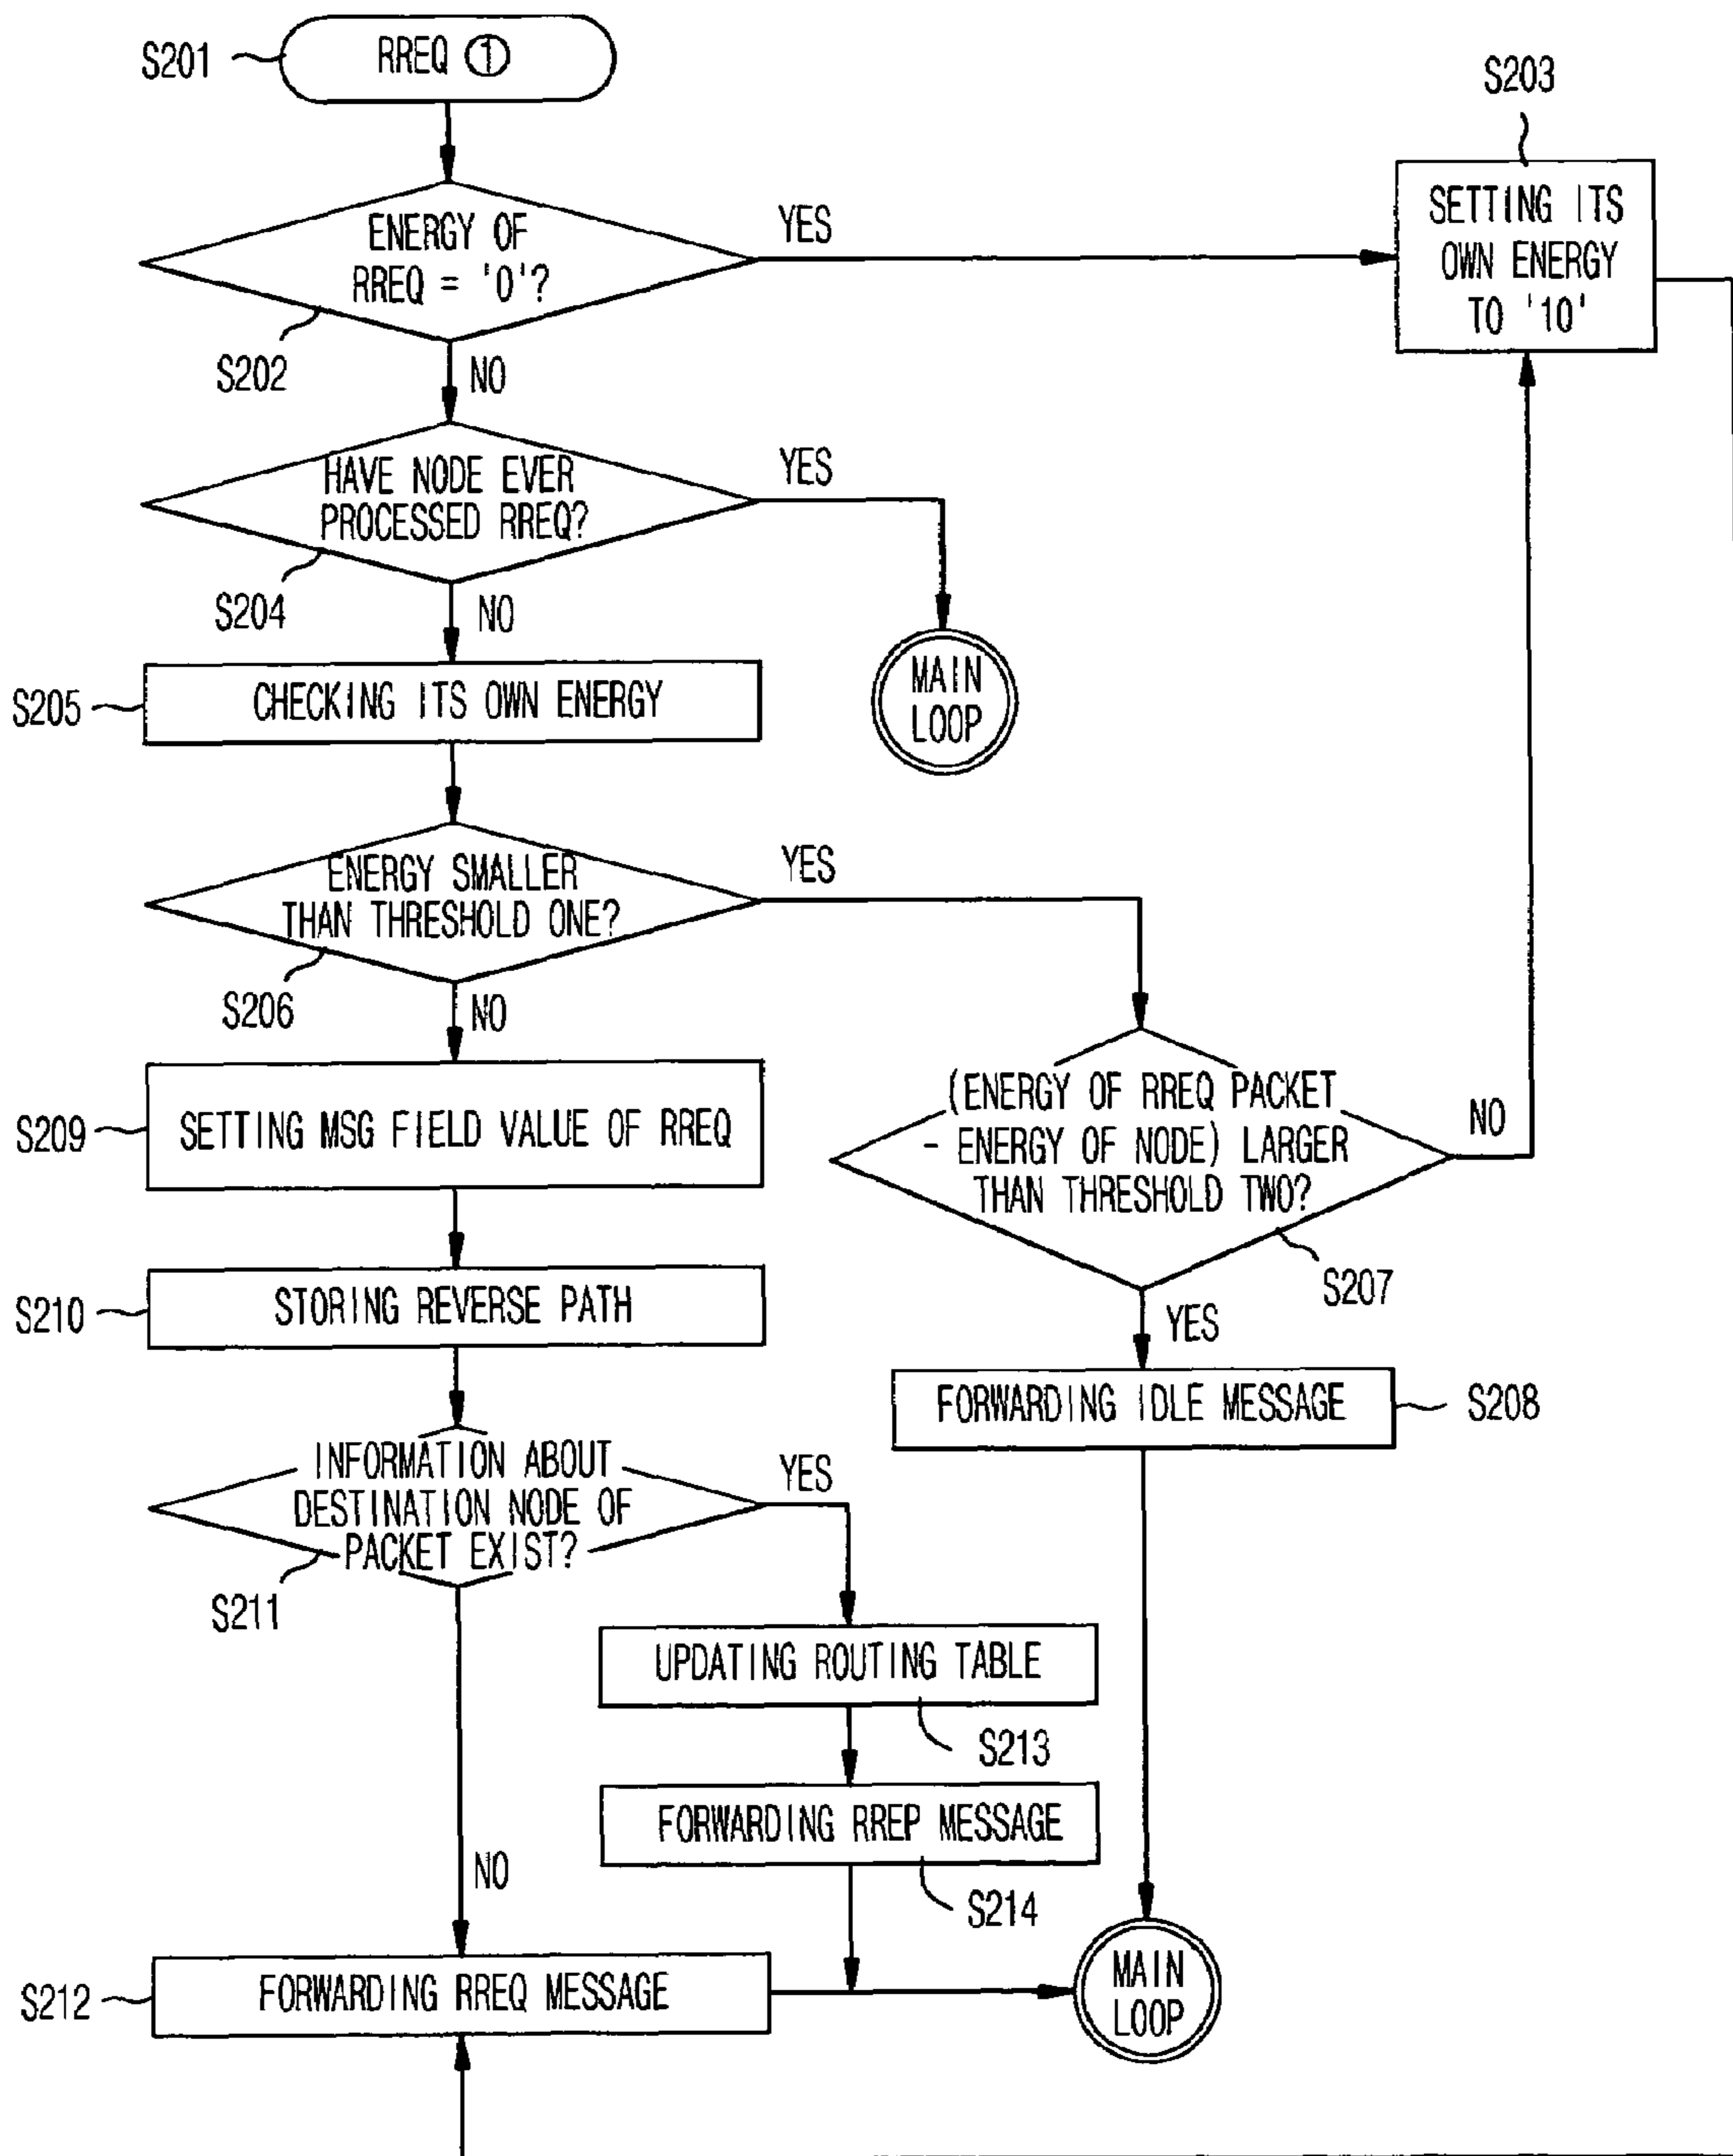 S201
RREQ ①
S203
SETTING ITS
OWN ENERGY
TO '10'
ENERGY OF
RREQ = '0'?
YES
S202
NO
HAVE NODE EVER
PROCESSED RREQ?
YES
S204
NO
MAIN
LOOP
S205
CHECKING ITS OWN ENERGY
ENERGY SMALLER
THAN THRESHOLD ONE?
YES
S206
NO
(ENERGY OF RREQ PACKET
- ENERGY OF NODE) LARGER
THAN THRESHOLD TWO?
NO
S207
YES
S209
SETTING MSG FIELD VALUE OF RREQ
S210
STORING REVERSE PATH
FORWARDING IDLE MESSAGE
S208
INFORMATION ABOUT
DESTINATION NODE OF
PACKET EXIST?
YES
S211
UPDATING ROUTING TABLE
S213
FORWARDING RREP MESSAGE
S214
NO
S212
FORWARDING RREQ MESSAGE
MAIN
LOOP